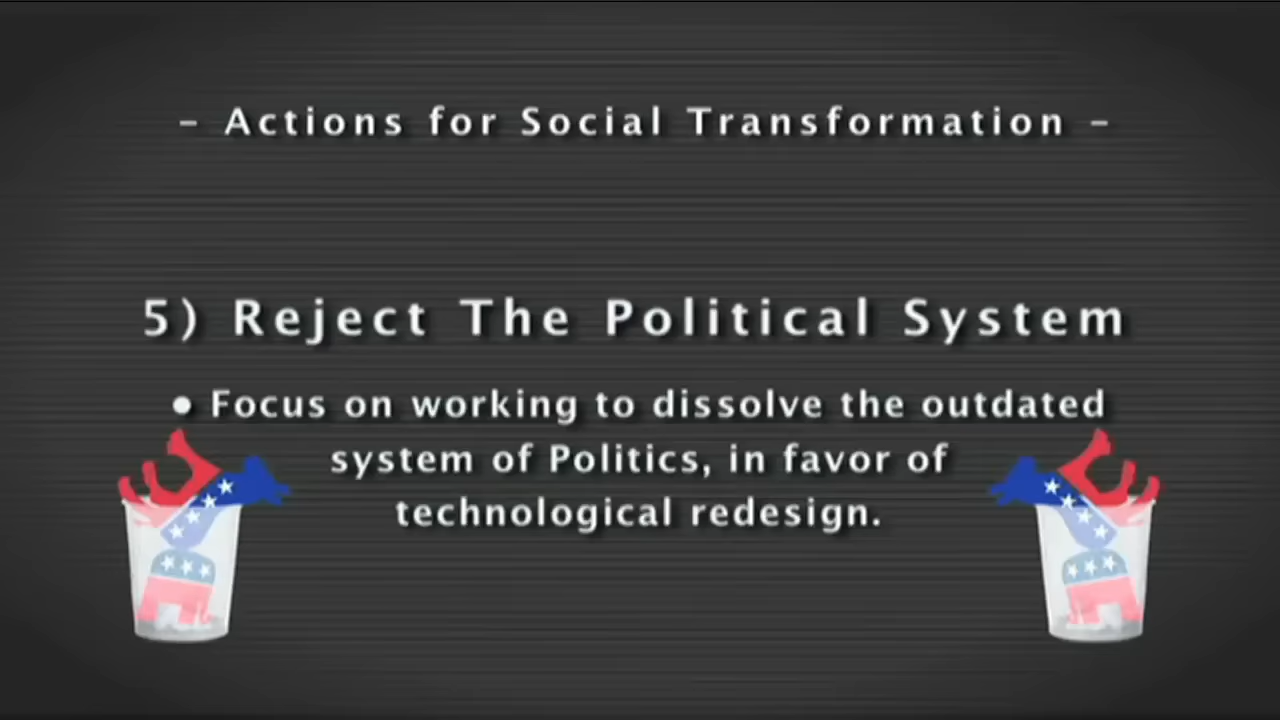 - Actions for Social Transformation -
5) Reject The Political System
● Focus on working to dissolve the outdated
system of Politics, in favor of
technological redesign.